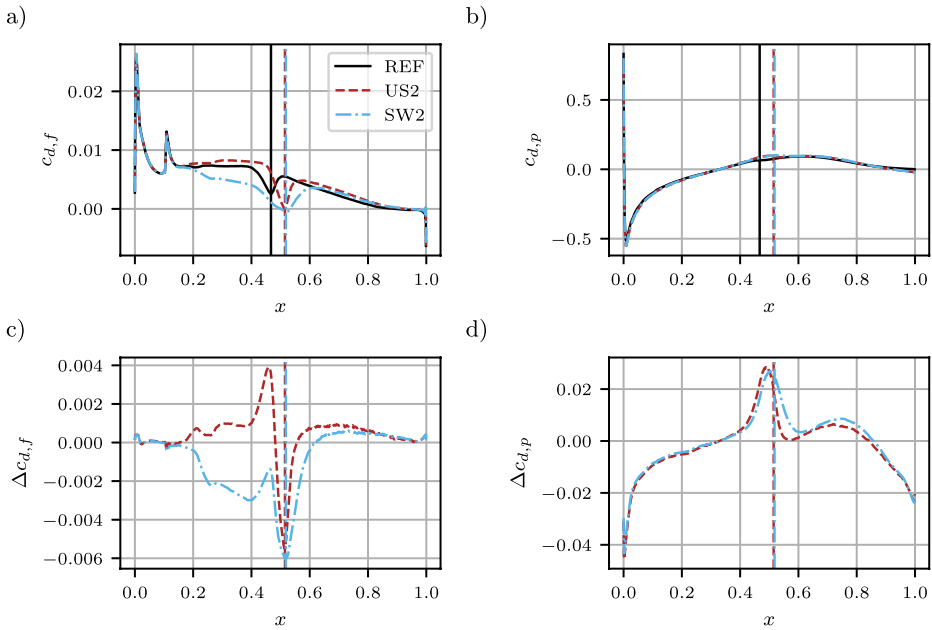 a)
0.02
0.01
0.00
c_{d,f}
REF
US2
SW2
0.0 0.2 0.4 0.6 0.8 1.0
x
b)
0.5
0.0
−0.5
c_{d,p}
0.0 0.2 0.4 0.6 0.8 1.0
x
c)
0.004
0.002
0.000
−0.002
−0.004
−0.006
Δc_{d,f}
0.0 0.2 0.4 0.6 0.8 1.0
x
d)
0.02
0.00
−0.02
−0.04
Δc_{d,p}
0.0 0.2 0.4 0.6 0.8 1.0
x